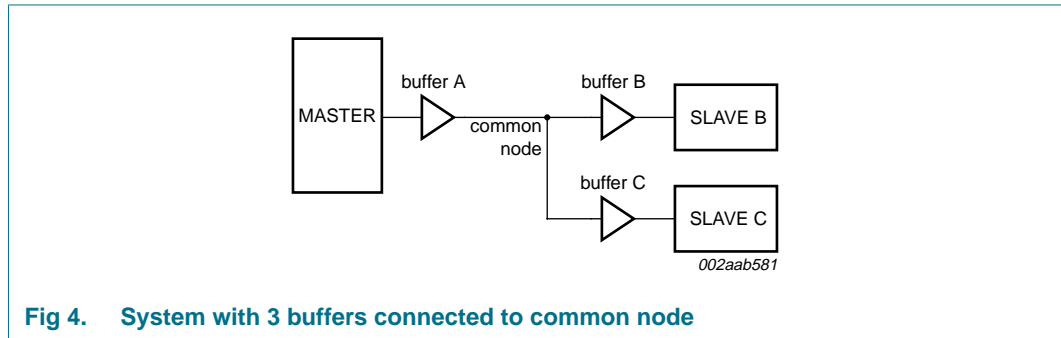 buffer A
buffer B
MASTER
SLAVE B
common
node
buffer C
SLAVE C
002aab581
Fig 4. System with 3 buffers connected to common node